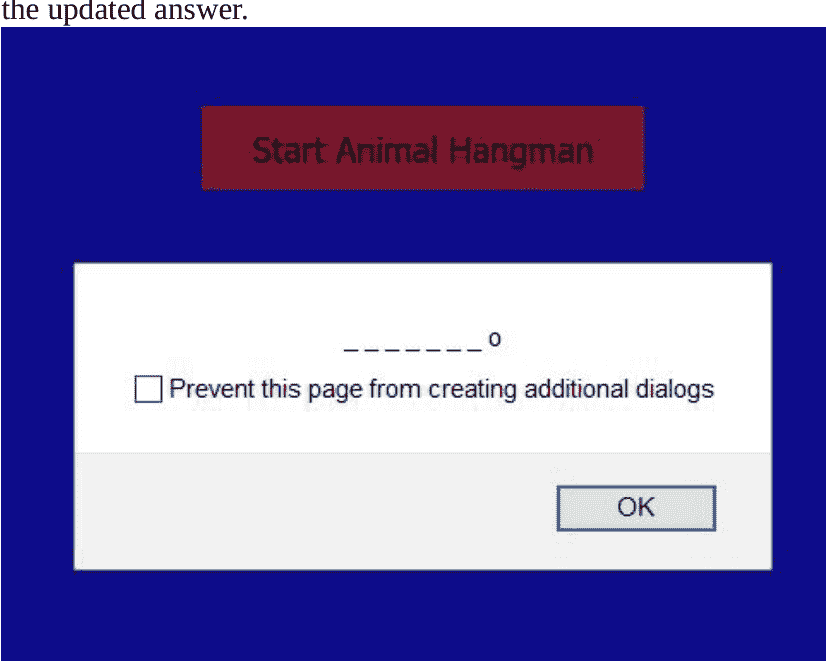 the updated answer.
Start Animal Hangman
_ _ _ _ _ _ _ o
Prevent this page from creating additional dialogs
OK